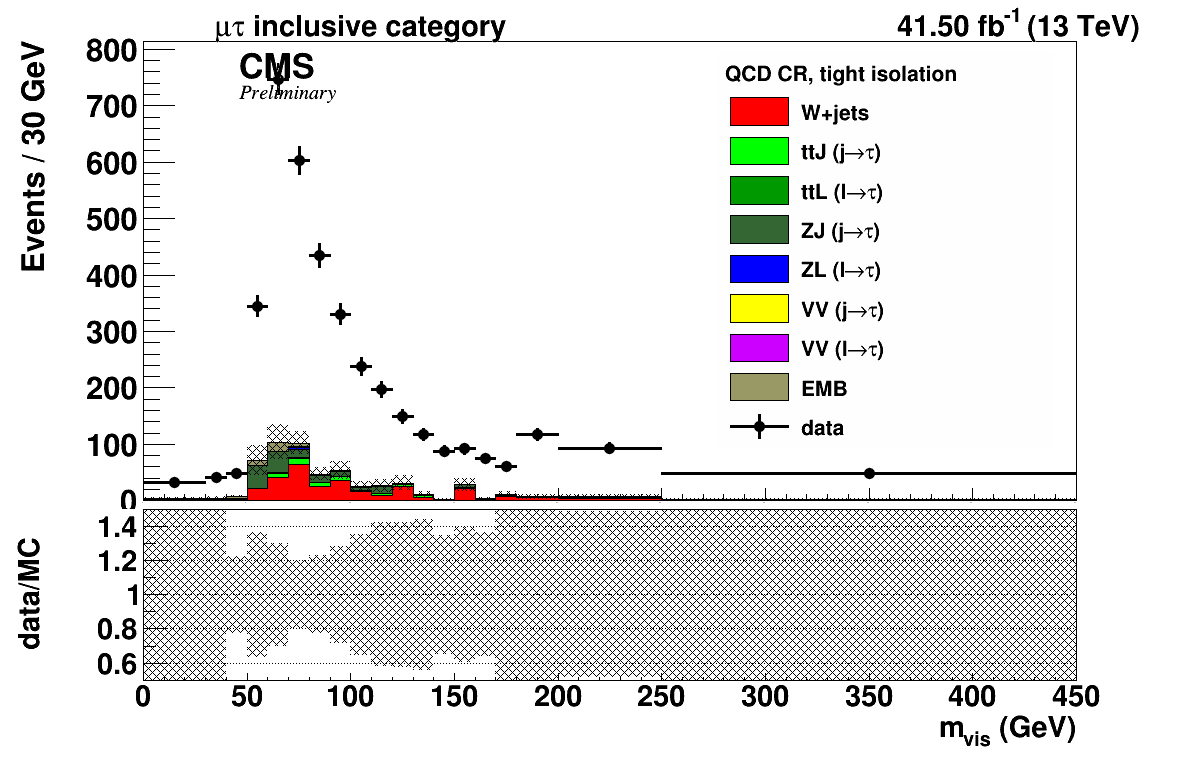 μτ inclusive category
41.50 fb⁻¹ (13 TeV)
CMS
Preliminary
Events / 30 GeV
800
700
600
500
400
300
200
100
0
QCD CR, tight isolation
W+jets
ttJ (j→τ)
ttL (l→τ)
ZJ (j→τ)
ZL (l→τ)
VV (j→τ)
VV (l→τ)
EMB
data
data/MC
1.4
1.2
1
0.8
0.6
0 50 100 150 200 250 300 350 400 450
m_vis (GeV)